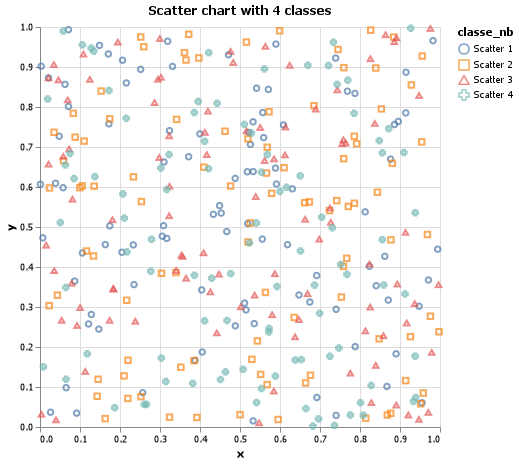 Scatter chart with 4 classes
classe_nb
Scatter 1
Scatter 2
Scatter 3
Scatter 4
1.0
0.9
0.8
0.7
0.6
0.5
0.4
0.3
0.2
0.1
0.0
y
0.0 0.1 0.2 0.3 0.4 0.5 0.6 0.7 0.8 0.9 1.0
x